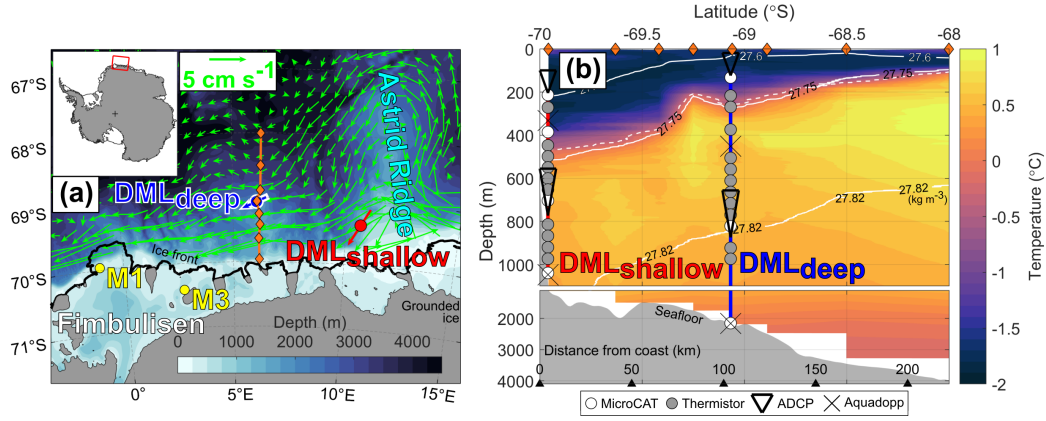 67°S
68°S
69°S
70°S
71°S
5 cm s⁻¹
Astrid Ridge
(a)
DMLdeep
DMLshallow
Ice front
M1
M3
Fimbulisen
Grounded
ice
Depth (m)
0 1000 2000 3000 4000
0° 5°E 10°E 15°E
Latitude (°S)
-70 -69.5 -69 -68.5 -68
(b)
27.6
27.75
27.75
27.75
27.82
(kg m⁻³)
27.82
27.82
0
200
400
600
800
1000
2000
3000
4000
Depth (m)
DMLshallow
DMLdeep
Seafloor
Distance from coast (km)
0 50 100 150 200
1
0.5
0
-0.5
-1
-1.5
-2
Temperature (°C)
MicroCAT Thermistor ADCP Aquadopp